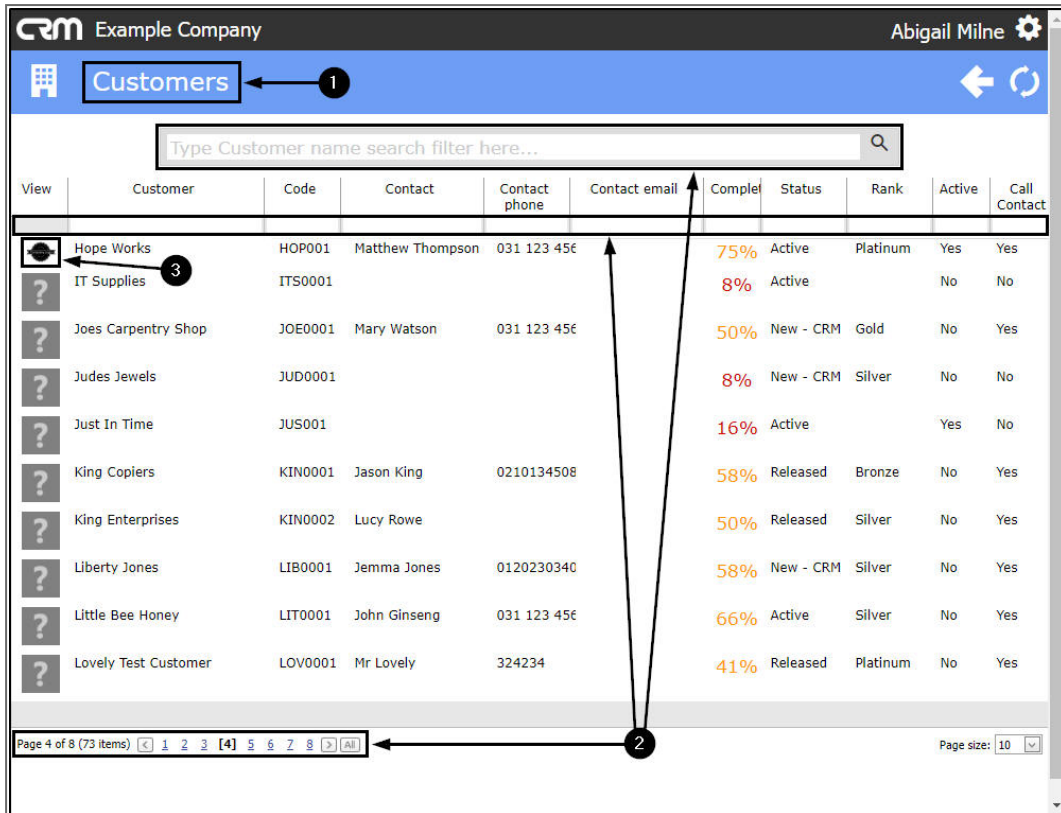 CRM Example Company Abigail Milne
Customers 1
Type Customer name search filter here...
View Customer Code Contact Contact phone Contact email Complet Status Rank Active Call Contact
Hope Works HOP001 Matthew Thompson 031 123 456 75% Active Platinum Yes Yes
3
IT Supplies ITS0001 8% Active No No
Joes Carpentry Shop JOE0001 Mary Watson 031 123 456 50% New - CRM Gold No Yes
Judes Jewels JUD0001 8% New - CRM Silver No No
Just In Time JUS001 16% Active Yes No
King Copiers KIN0001 Jason King 0210134508 58% Released Bronze No Yes
King Enterprises KIN0002 Lucy Rowe 50% Released Silver No Yes
Liberty Jones LIB0001 Jemma Jones 0120230340 58% New - CRM Silver No Yes
Little Bee Honey LIT0001 John Ginseng 031 123 456 66% Active Silver No Yes
Lovely Test Customer LOV0001 Mr Lovely 324234 41% Released Platinum No Yes
Page 4 of 8 (73 items) < 1 2 3 [4] 5 6 7 8 > All 2 Page size: 10